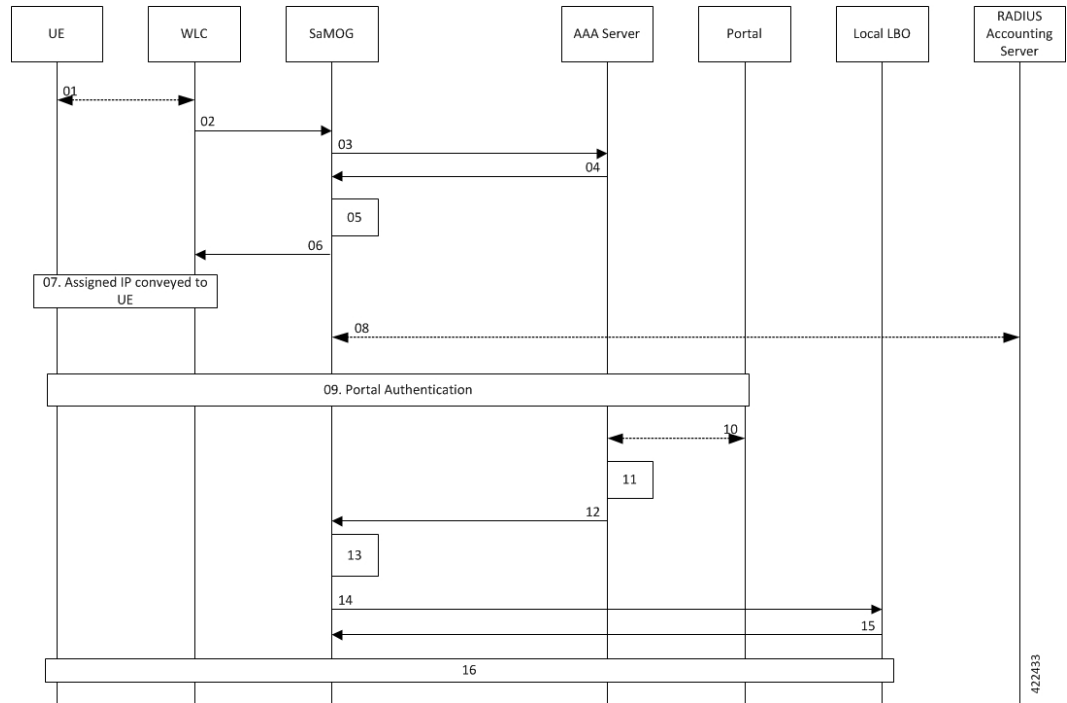 UE
WLC
SaMOG
AAA Server
Portal
Local LBO
RADIUS
Accounting
Server
01
02
03
04
05
06
07. Assigned IP conveyed to
UE
08
09. Portal Authentication
10
11
12
13
14
15
16
422433